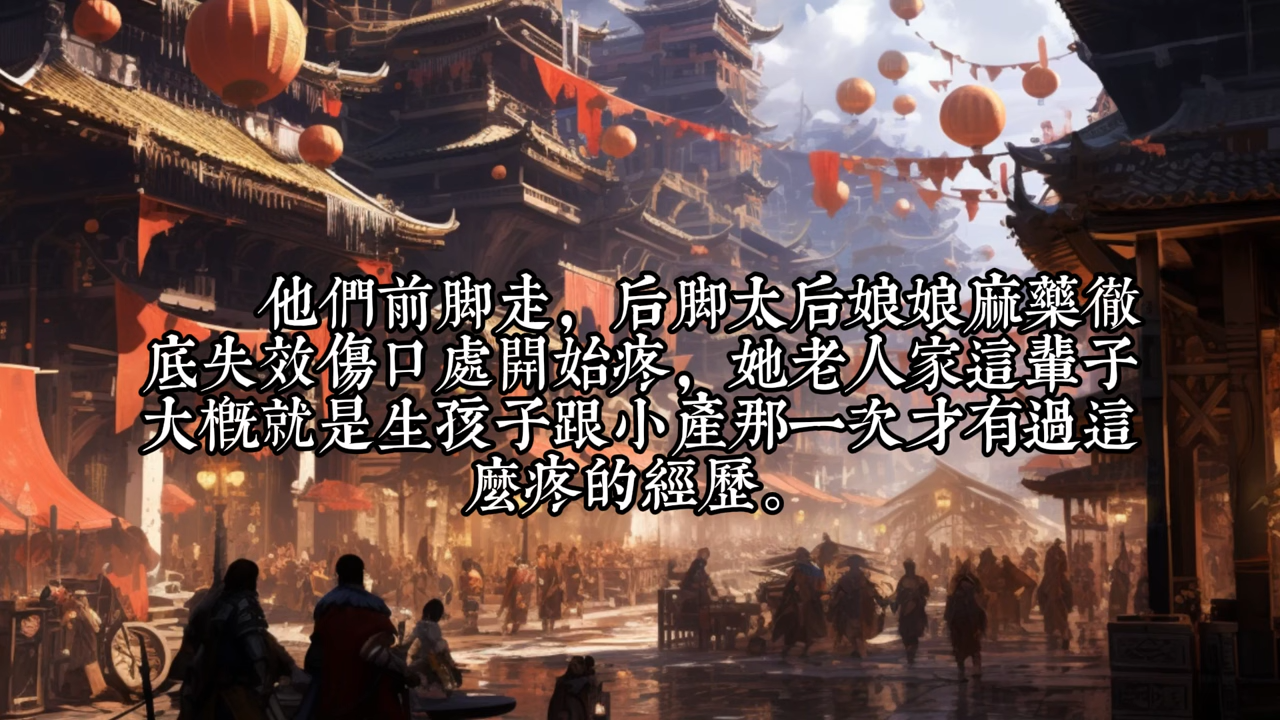 他們前脚走，后脚太后娘娘麻藥徹
底失效傷口處開始疼，她老人家這輩子
大概就是生孩子跟小產那一次才有過這
麼疼的經歷。